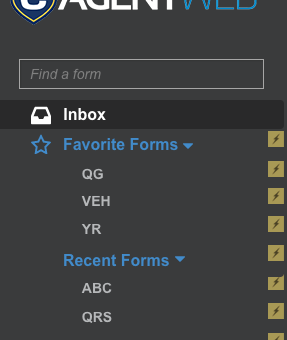 AGENTWEB
Find a form
Inbox
Favorite Forms
QG
VEH
YR
Recent Forms
ABC
QRS